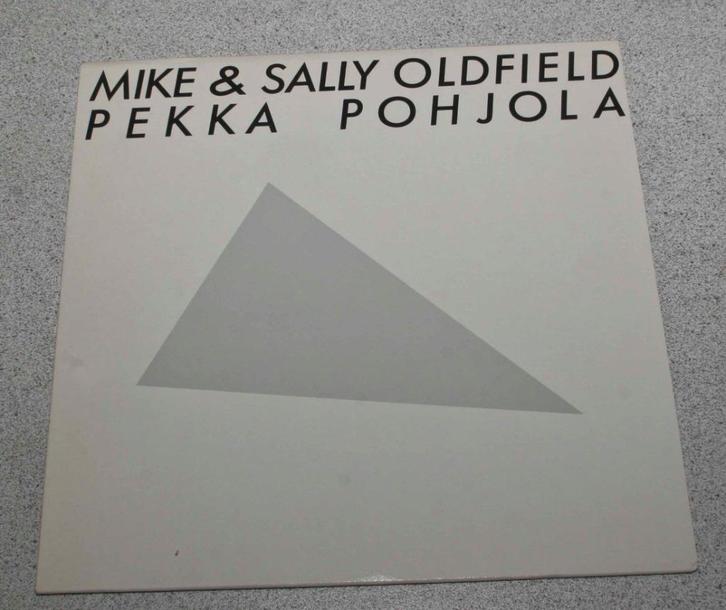 MIKE & SALLY OLDFIELD
PEKKA POHJOLA